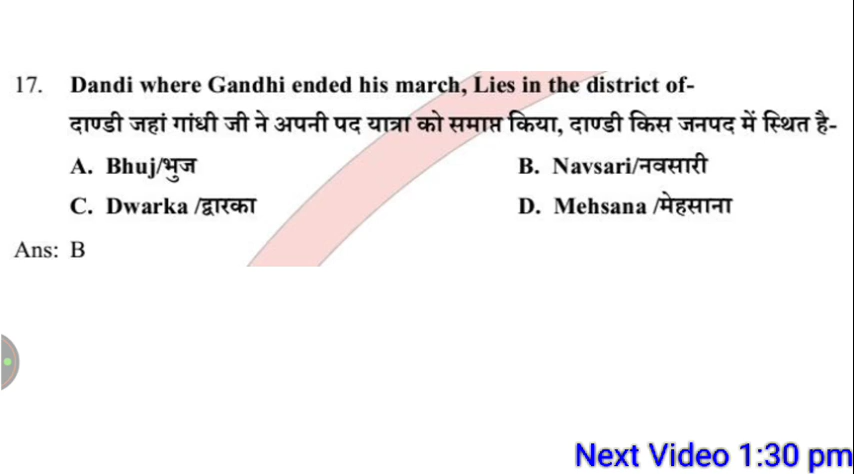 17. Dandi where Gandhi ended his march, Lies in the district of-
दाण्डी जहां गांधी जी ने अपनी पद यात्रा को समाप्त किया, दाण्डी किस जनपद में स्थित है-
A. Bhuj/भुज B. Navsari/नवसारी
C. Dwarka /द्वारका D. Mehsana /मेहसाना
Ans: B
Next Video 1:30 pm